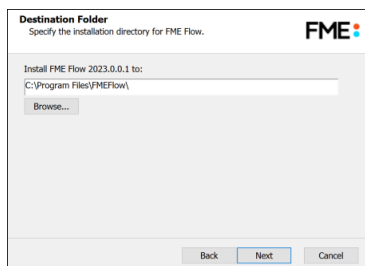 Destination Folder
Specify the installation directory for FME Flow.
FME
Install FME Flow 2023.0.0.1 to:
C:\Program Files\FMEFlow\
Browse...
Back Next Cancel